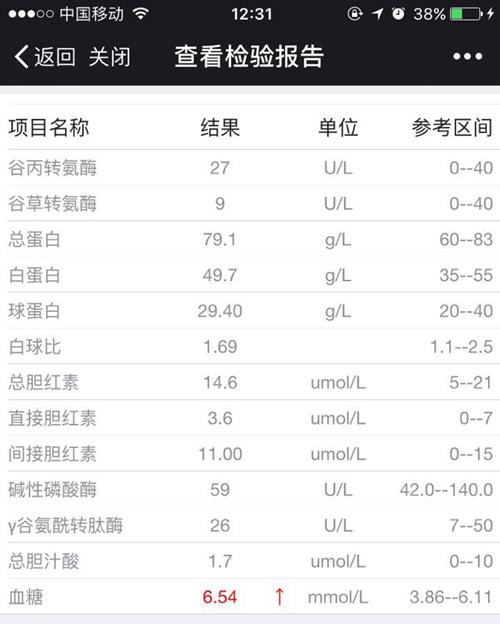 中国移动 12:31 38%
返回 关闭 查看检验报告
项目名称 结果 单位 参考区间
谷丙转氨酶 27 U/L 0--40
谷草转氨酶 9 U/L 0--40
总蛋白 79.1 g/L 60--83
白蛋白 49.7 g/L 35--55
球蛋白 29.40 g/L 20--40
白球比 1.69 1.1--2.5
总胆红素 14.6 umol/L 5--21
直接胆红素 3.6 umol/L 0--7
间接胆红素 11.00 umol/L 0--15
碱性磷酸酶 59 U/L 42.0--140.0
γ谷氨酰转肽酶 26 U/L 7--50
总胆汁酸 1.7 umol/L 0--10
血糖 6.54 ↑ mmol/L 3.86--6.11